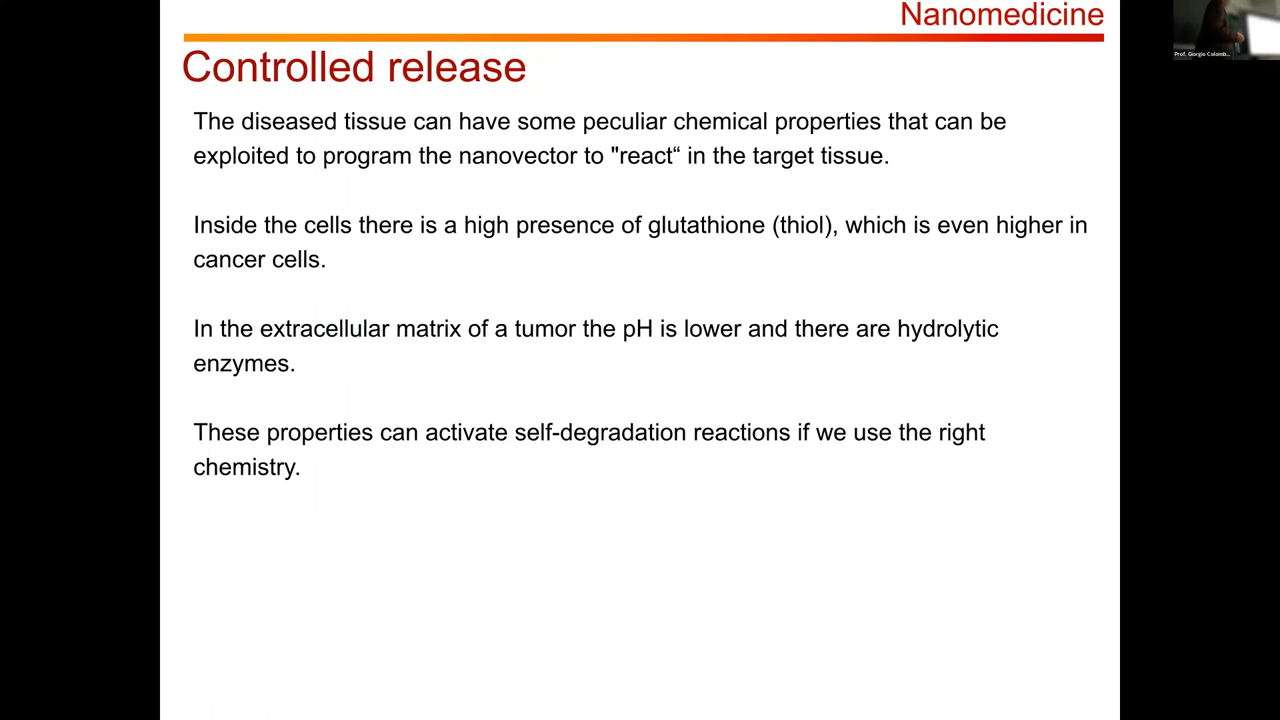 Nanomedicine
Prof. Giorgio Colomb...
Controlled release
The diseased tissue can have some peculiar chemical properties that can be
exploited to program the nanovector to "react“ in the target tissue.
Inside the cells there is a high presence of glutathione (thiol), which is even higher in
cancer cells.
In the extracellular matrix of a tumor the pH is lower and there are hydrolytic
enzymes.
These properties can activate self-degradation reactions if we use the right
chemistry.